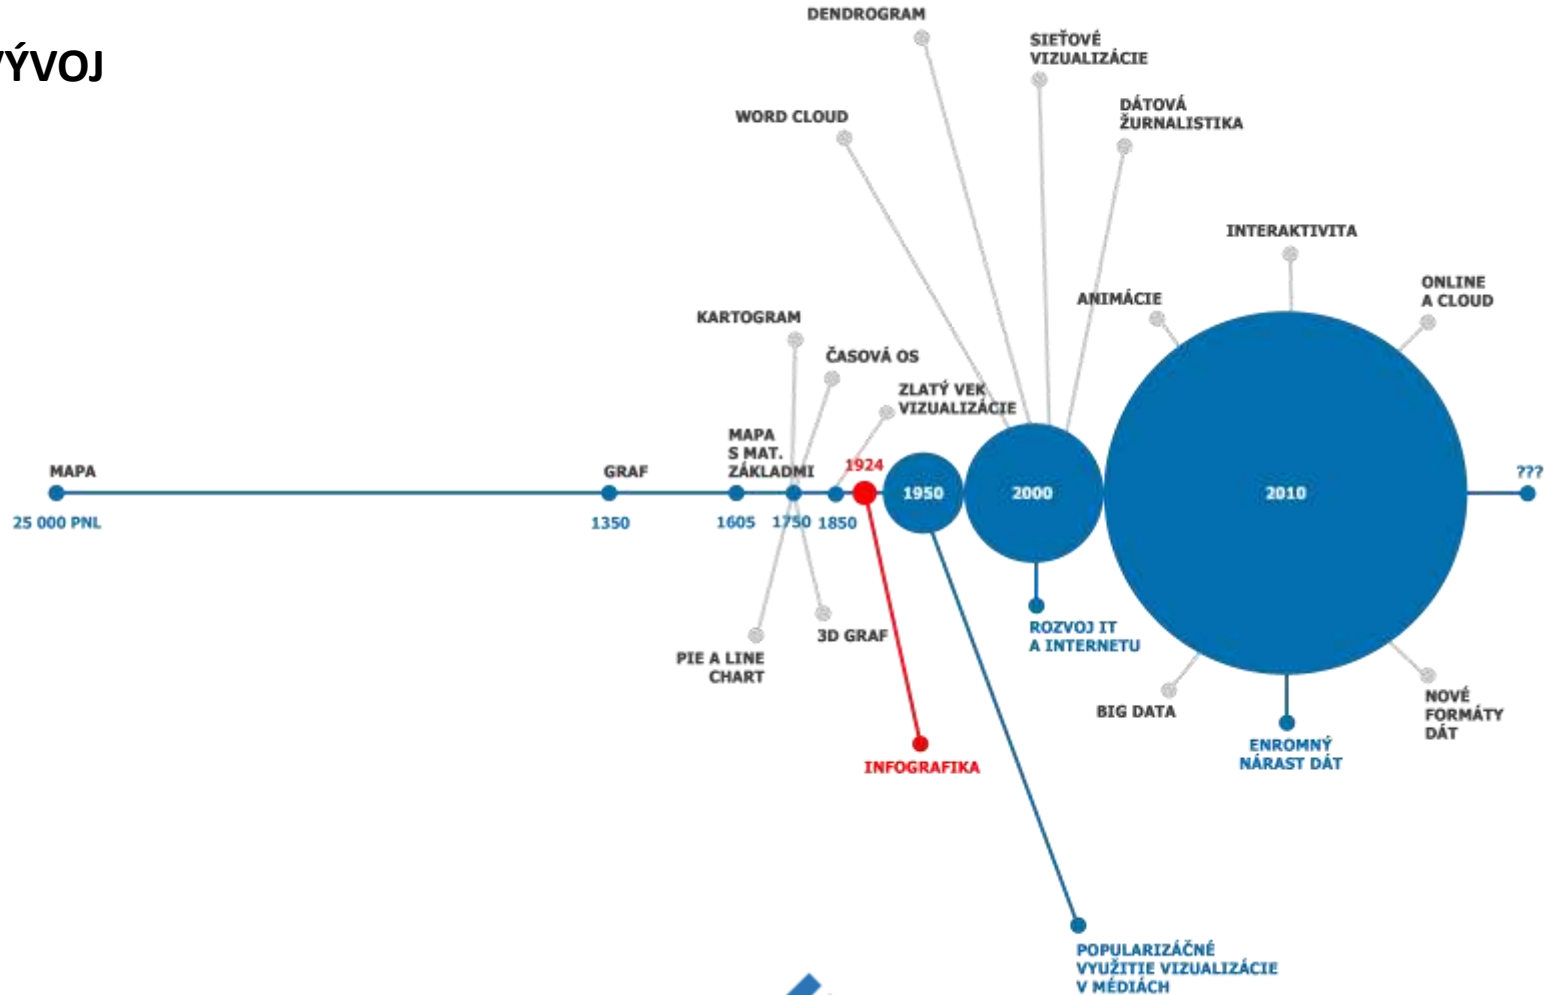 VÝVOJ
DENDROGRAM
SIEŤOVÉ
VIZUALIZÁCIE
DÁTOVÁ
ŽURNALISTIKA
WORD CLOUD
INTERAKTIVITA
ONLINE
A CLOUD
ANIMÁCIE
KARTOGRAM
ČASOVÁ OS
ZLATÝ VEK
VIZUALIZÁCIE
MAPA
S MAT.
ZÁKLADMI
MAPA
GRAF
1924
1950
2000
2010
???
25 000 PNL
1350
1605
1750
1850
3D GRAF
PIE A LINE
CHART
ROZVOJ IT
A INTERNETU
BIG DATA
NOVÉ
FORMÁTY
DÁT
ENROMNÝ
NÁRAST DÁT
INFOGRAFIKA
POPULARIZÁČNÉ
VYUŽITIE VIZUALIZÁCIE
V MÉDIÁCH